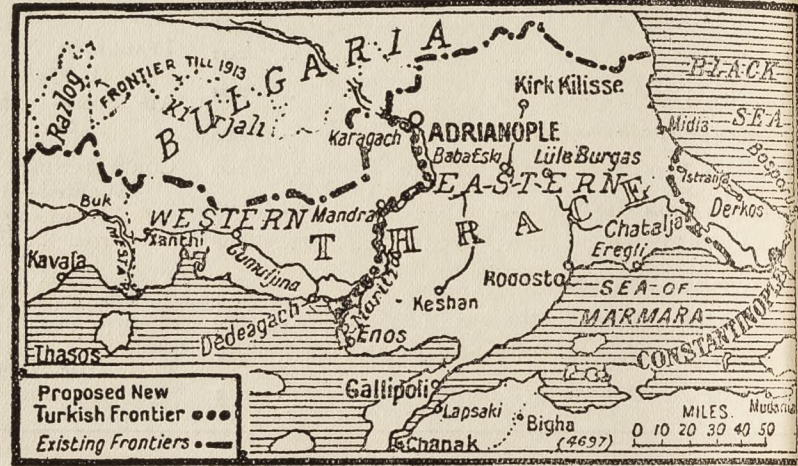 BULGARIA
BLACK
SEA
Razlog
FRONTIER TILL 1913
Kirjali
Kirk Kilisse
Karagach
ADRIANOPLE
Midia
Bosporus
Baba Eski
Lüle Burgas
Istranja
EASTERN
Derkos
Buk
WESTERN
Mandra
THRACE
Chatalja
NESTA R.
Xanthi
Gumuljina
Eregli
Kavala
Rodosto
SEA OF
MARMARA
Maritza
Keshan
Dedeagach
Enos
CONSTANTINOPLE
Thasos
Gallipoli
Proposed New
Turkish Frontier
Existing Frontiers
Lapsaki
Bigha
MILES.
Mudania
Chanak
(4697)
0 10 20 30 40 50